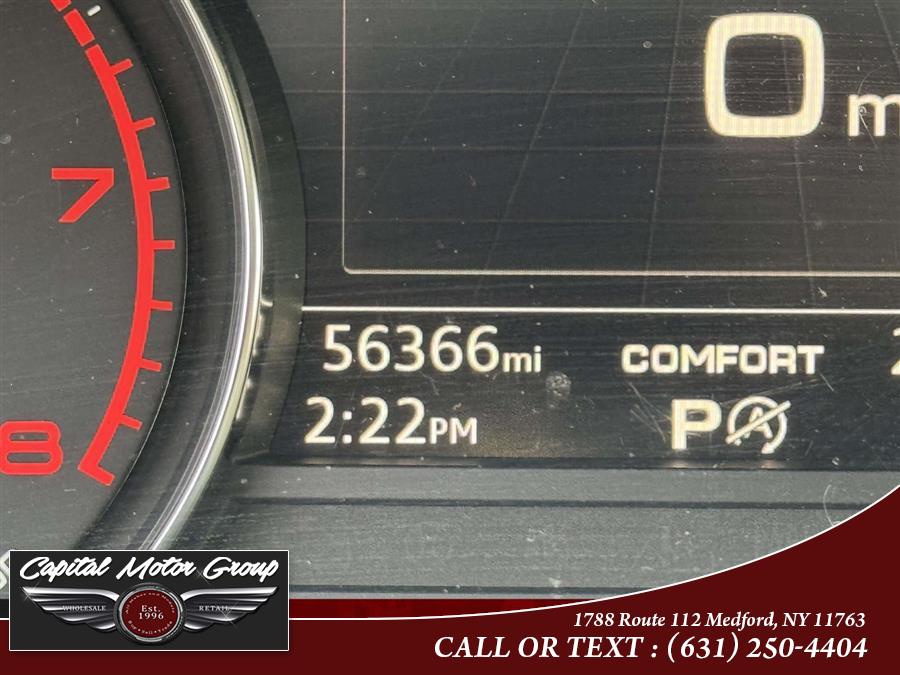 0 m
7
56366mi COMFORT
2:22PM P A
8
Capital Motor Group
WHOLESALE Est. 1996 RETAIL
1788 Route 112 Medford, NY 11763
CALL OR TEXT : (631) 250-4404